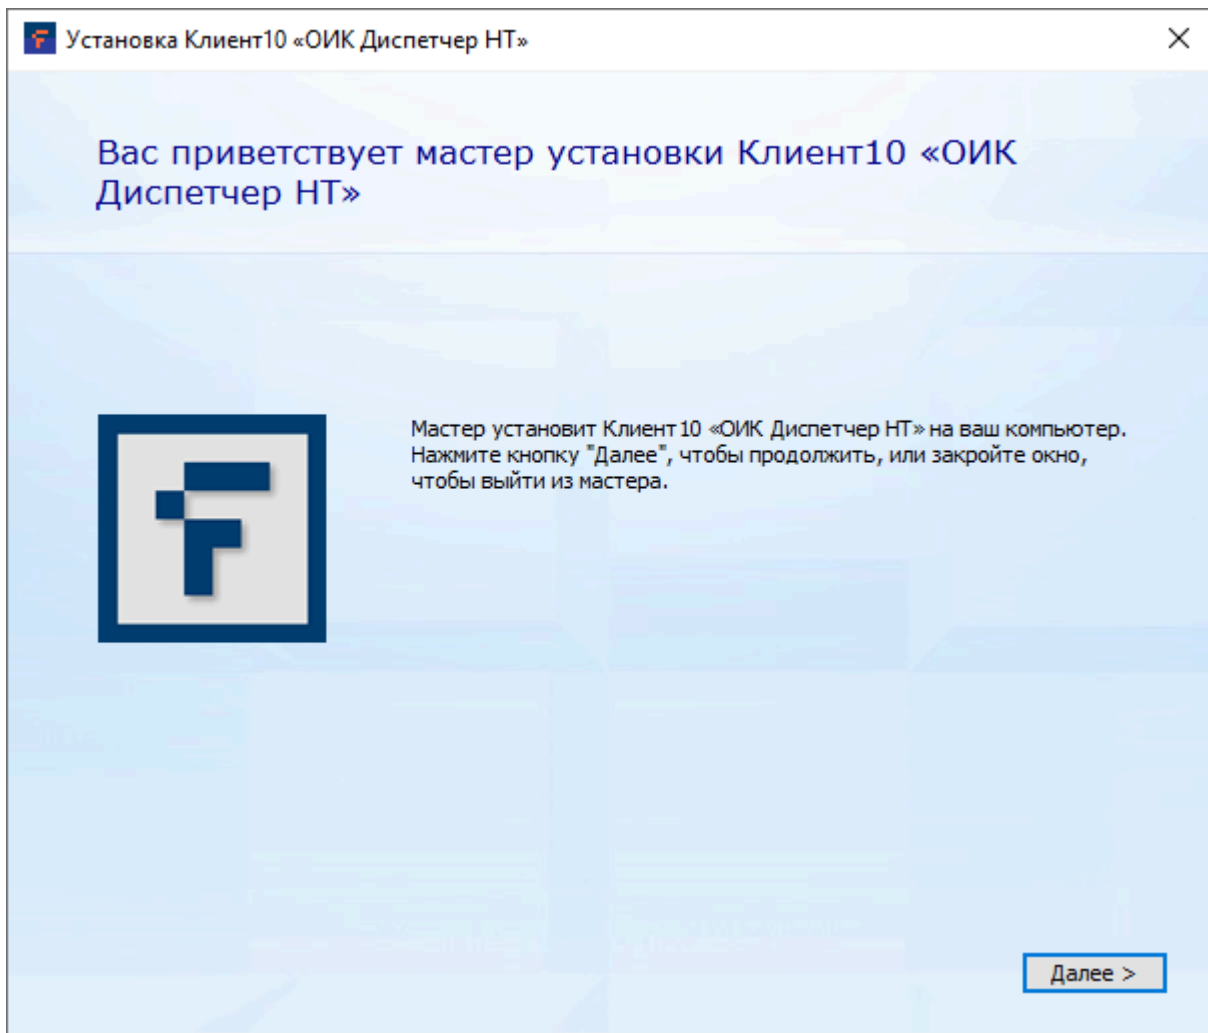 Установка Клиент10 «ОИК Диспетчер НТ»
Вас приветствует мастер установки Клиент10 «ОИК
Диспетчер НТ»
Мастер установит Клиент10 «ОИК Диспетчер НТ» на ваш компьютер.
Нажмите кнопку "Далее", чтобы продолжить, или закройте окно,
чтобы выйти из мастера.
Далее >